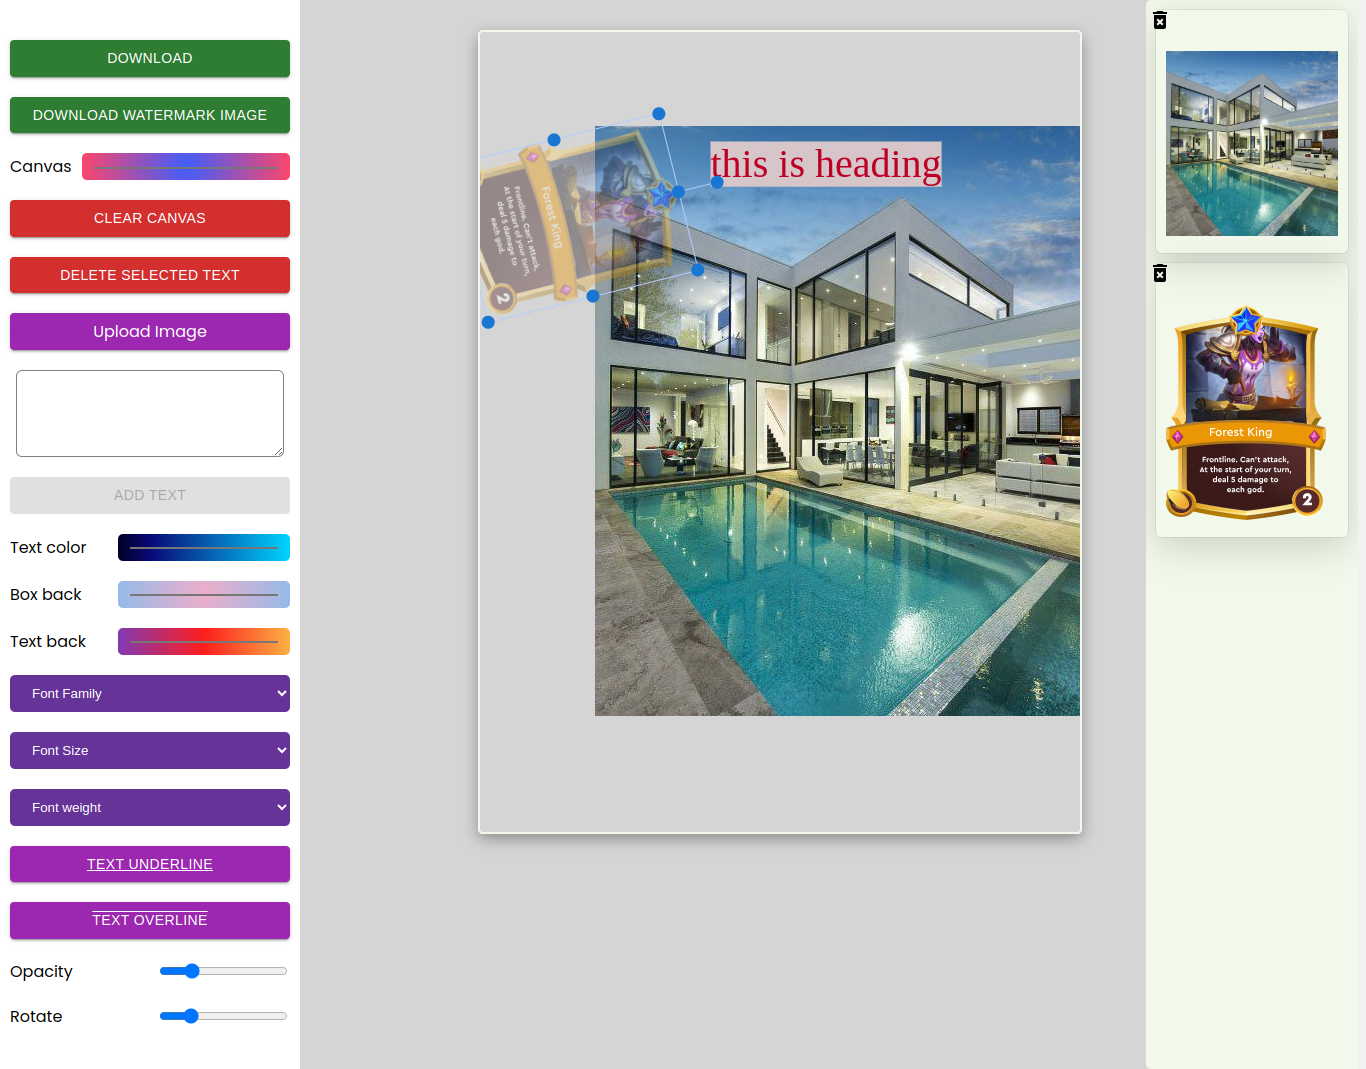 DOWNLOAD
DOWNLOAD WATERMARK IMAGE
Canvas
CLEAR CANVAS
DELETE SELECTED TEXT
Upload Image
ADD TEXT
Text color
Box back
Text back
Font Family
Font Size
Font weight
TEXT UNDERLINE
TEXT OVERLINE
Opacity
Rotate
this is heading
Forest King
Frontline. Can't attack,
At the start of your turn,
deal 5 damage to
each god.
2
Forest King
Frontline. Can't attack,
At the start of your turn,
deal 5 damage to
each god.
2